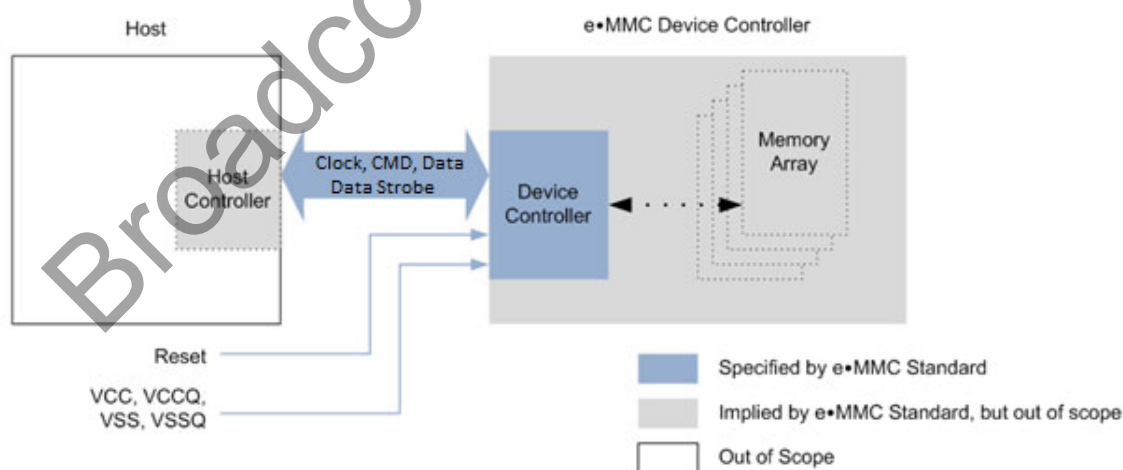 Host
e•MMC Device Controller
Broadco
Clock, CMD, Data
Data Strobe
Host
Controller
Device
Controller
Memory
Array
Reset
VCC, VCCQ,
VSS, VSSQ
Specified by e•MMC Standard
Implied by e•MMC Standard, but out of scope
Out of Scope